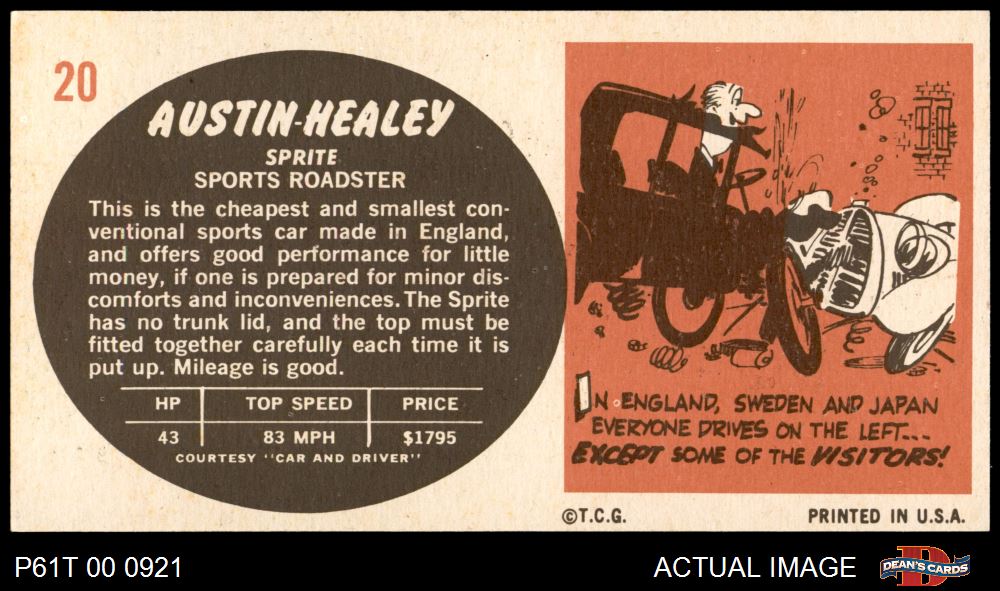 20
AUSTIN-HEALEY
SPRITE
SPORTS ROADSTER
This is the cheapest and smallest con-
ventional sports car made in England,
and offers good performance for little
money, if one is prepared for minor dis-
comforts and inconveniences. The Sprite
has no trunk lid, and the top must be
fitted together carefully each time it is
put up. Mileage is good.
HP TOP SPEED PRICE
43 83 MPH $1795
COURTESY "CAR AND DRIVER"
IN ENGLAND, SWEDEN AND JAPAN
EVERYONE DRIVES ON THE LEFT...
EXCEPT SOME OF THE VISITORS!
©T.C.G. PRINTED IN U.S.A.
P61T 00 0921 ACTUAL IMAGE D DEAN'S CARDS